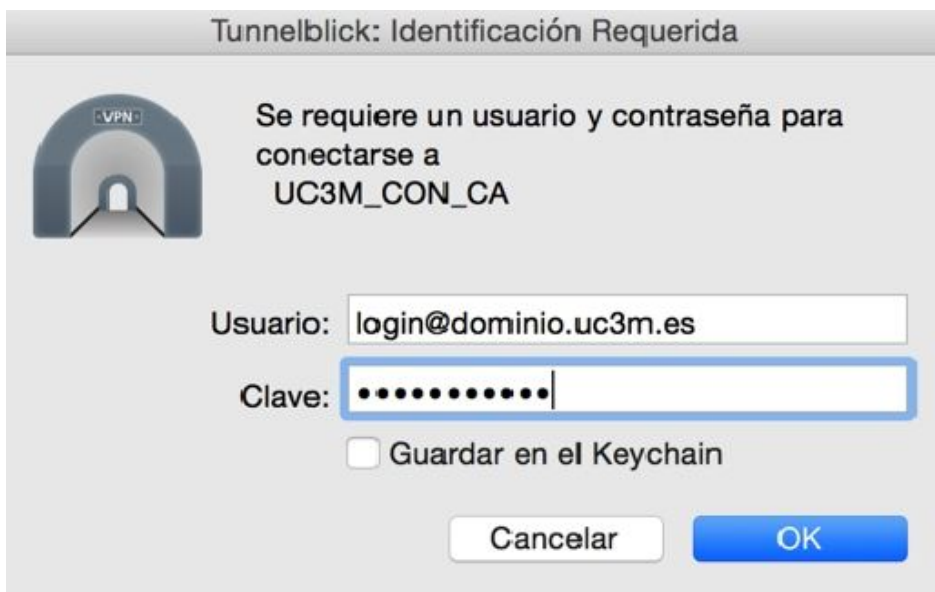 Tunnelblick: Identificación Requerida
·VPN·
Se requiere un usuario y contraseña para
conectarse a
UC3M_CON_CA
Usuario: login@dominio.uc3m.es
Clave: •••••••••••
Guardar en el Keychain
Cancelar OK